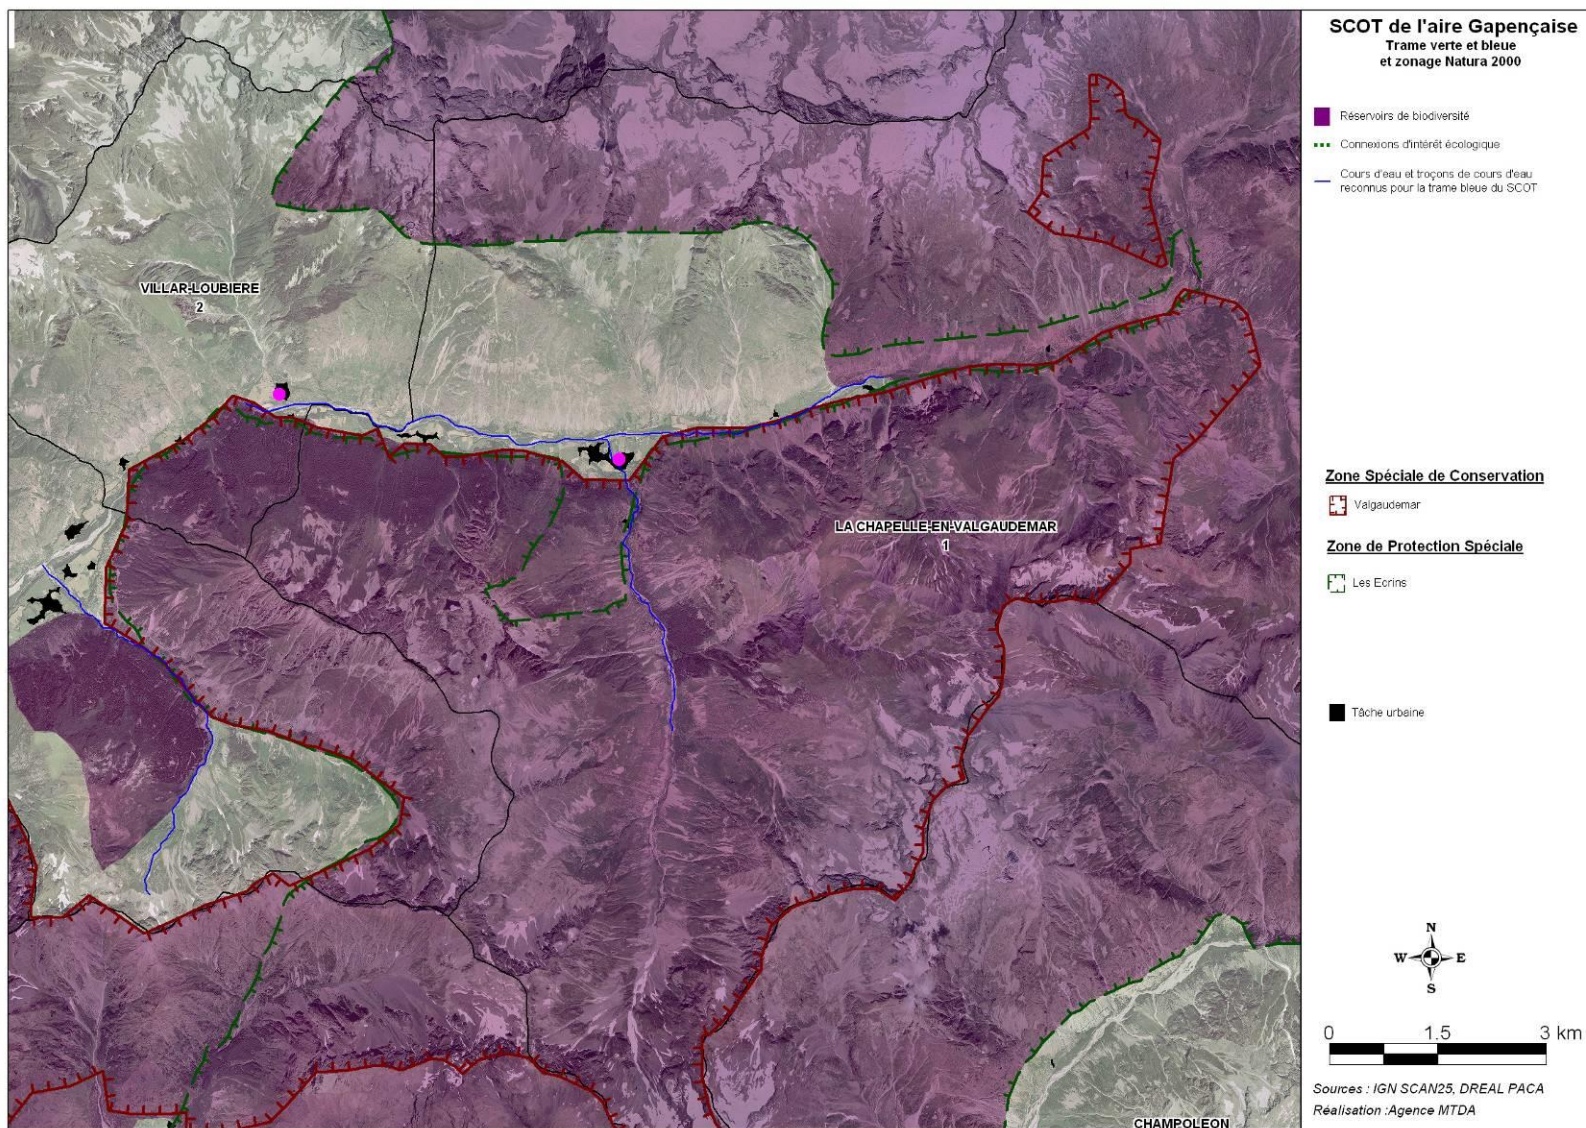 SCOT de l'aire Gapençaise
Trame verte et bleue
et zonage Natura 2000
Réservoirs de biodiversité
Connexions d'intérêt écologique
Cours d'eau et troçons de cours d'eau
reconnus pour la trame bleue du SCOT
VILLAR-LOUBIERE
2
LA CHAPELLE-EN-VALGAUDEMAR
1
Zone Spéciale de Conservation
Valgaudemar
Zone de Protection Spéciale
Les Ecrins
Tâche urbaine
N
W E
S
0 1.5 3 km
Sources : IGN SCAN25, DREAL PACA
Réalisation :Agence MTDA
CHAMPOLEON